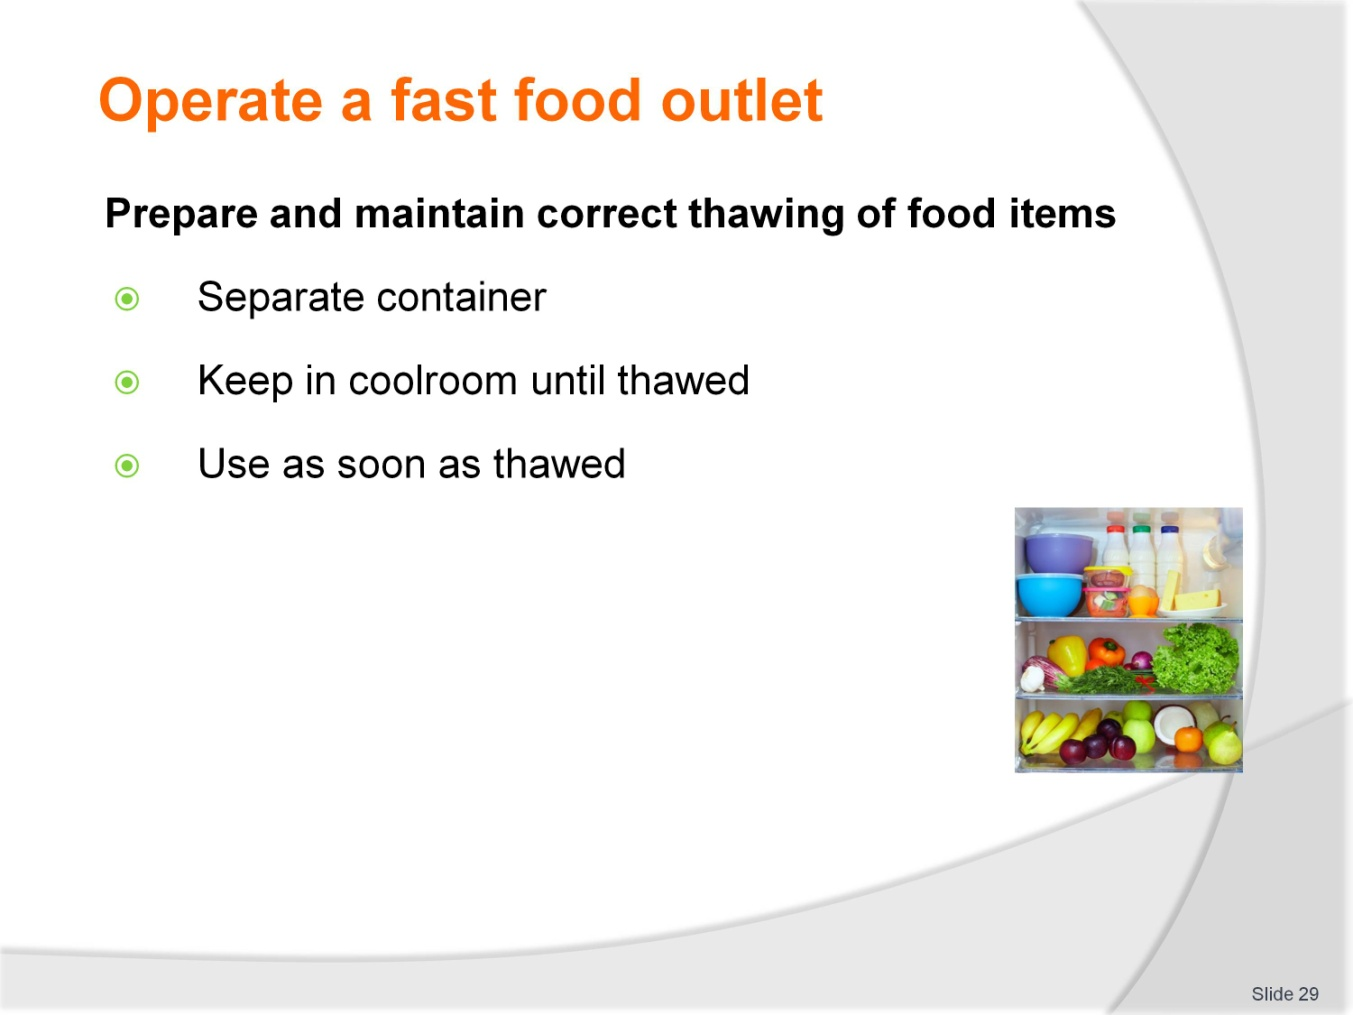 Operate a fast food outlet
Prepare and maintain correct thawing of food items
Separate container
Keep in coolroom until thawed
Use as soon as thawed
Slide 29